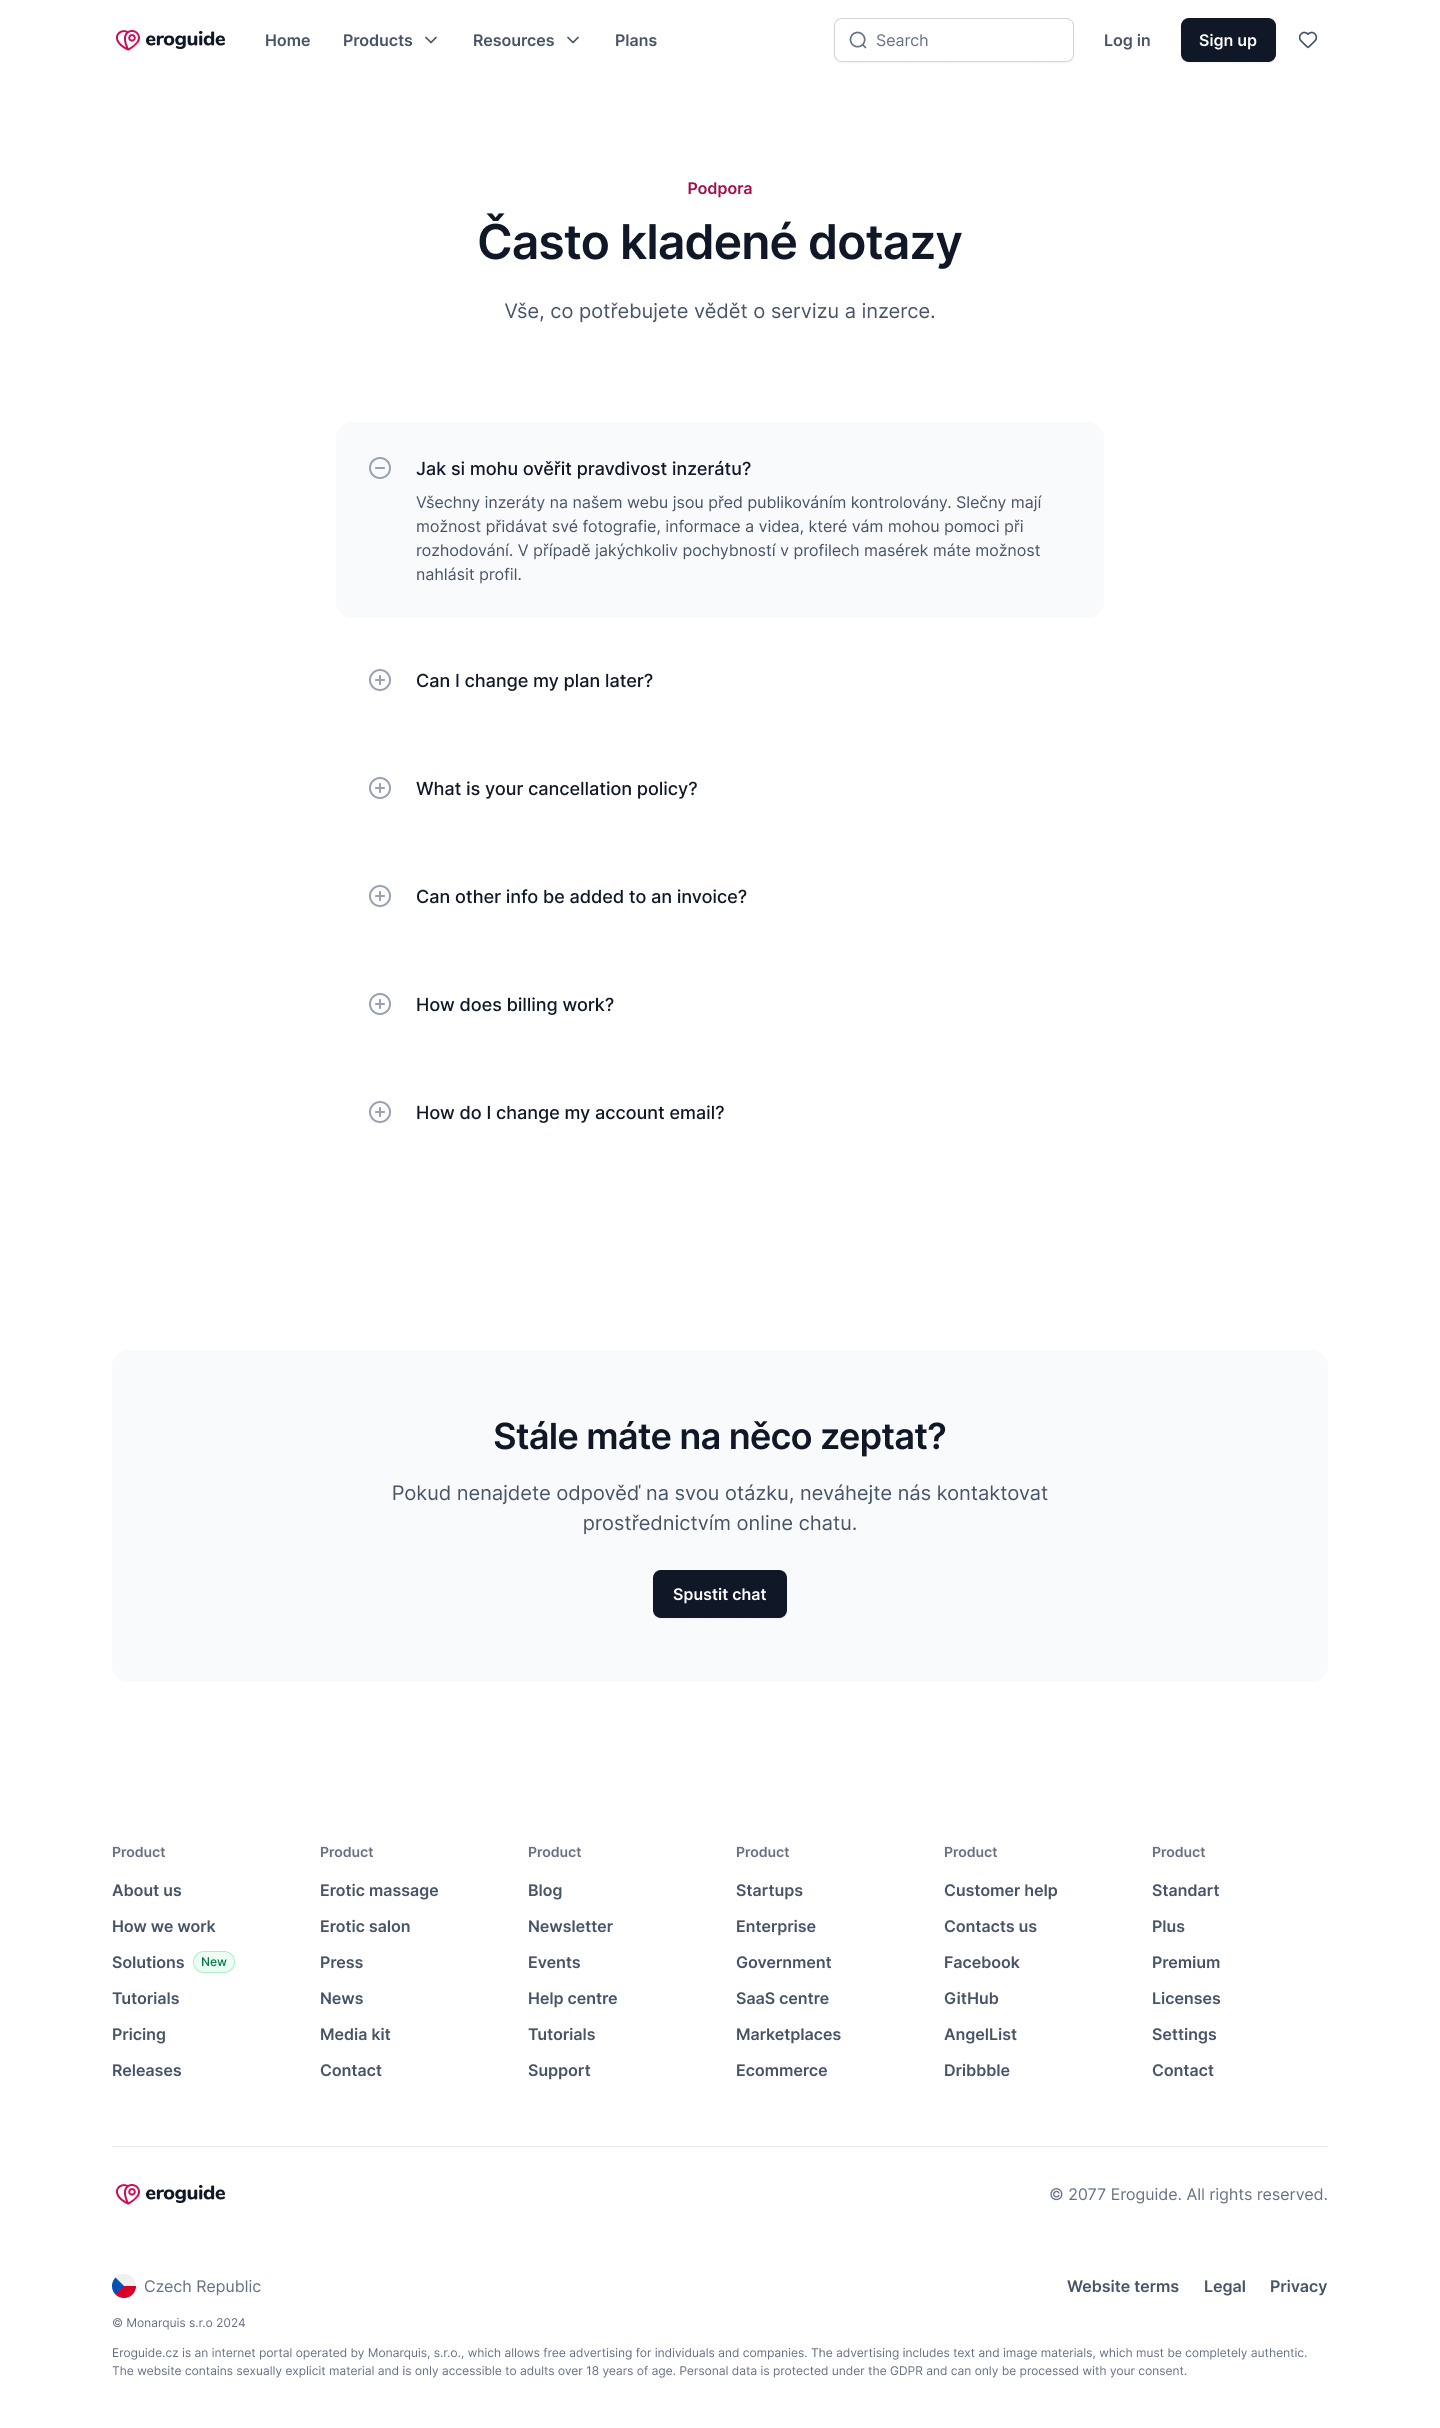 eroguide
Home
Products
Resources
Plans
Search
Log in
Sign up
Podpora
Často kladené dotazy
Vše, co potřebujete vědět o servizu a inzerce.
Jak si mohu ověřit pravdivost inzerátu?
Všechny inzeráty na našem webu jsou před publikováním kontrolovány. Slečny mají
možnost přidávat své fotografie, informace a videa, které vám mohou pomoci při
rozhodování. V případě jakýchkoliv pochybností v profilech masérek máte možnost
nahlásit profil.
Can I change my plan later?
What is your cancellation policy?
Can other info be added to an invoice?
How does billing work?
How do I change my account email?
Stále máte na něco zeptat?
Pokud nenajdete odpověď na svou otázku, neváhejte nás kontaktovat
prostřednictvím online chatu.
Spustit chat
Product
About us
How we work
Solutions New
Tutorials
Pricing
Releases
Product
Erotic massage
Erotic salon
Press
News
Media kit
Contact
Product
Blog
Newsletter
Events
Help centre
Tutorials
Support
Product
Startups
Enterprise
Government
SaaS centre
Marketplaces
Ecommerce
Product
Customer help
Contacts us
Facebook
GitHub
AngelList
Dribbble
Product
Standart
Plus
Premium
Licenses
Settings
Contact
eroguide
© 2077 Eroguide. All rights reserved.
Czech Republic
Website terms
Legal
Privacy
© Monarquis s.r.o 2024
Eroguide.cz is an internet portal operated by Monarquis, s.r.o., which allows free advertising for individuals and companies. The advertising includes text and image materials, which must be completely authentic.
The website contains sexually explicit material and is only accessible to adults over 18 years of age. Personal data is protected under the GDPR and can only be processed with your consent.